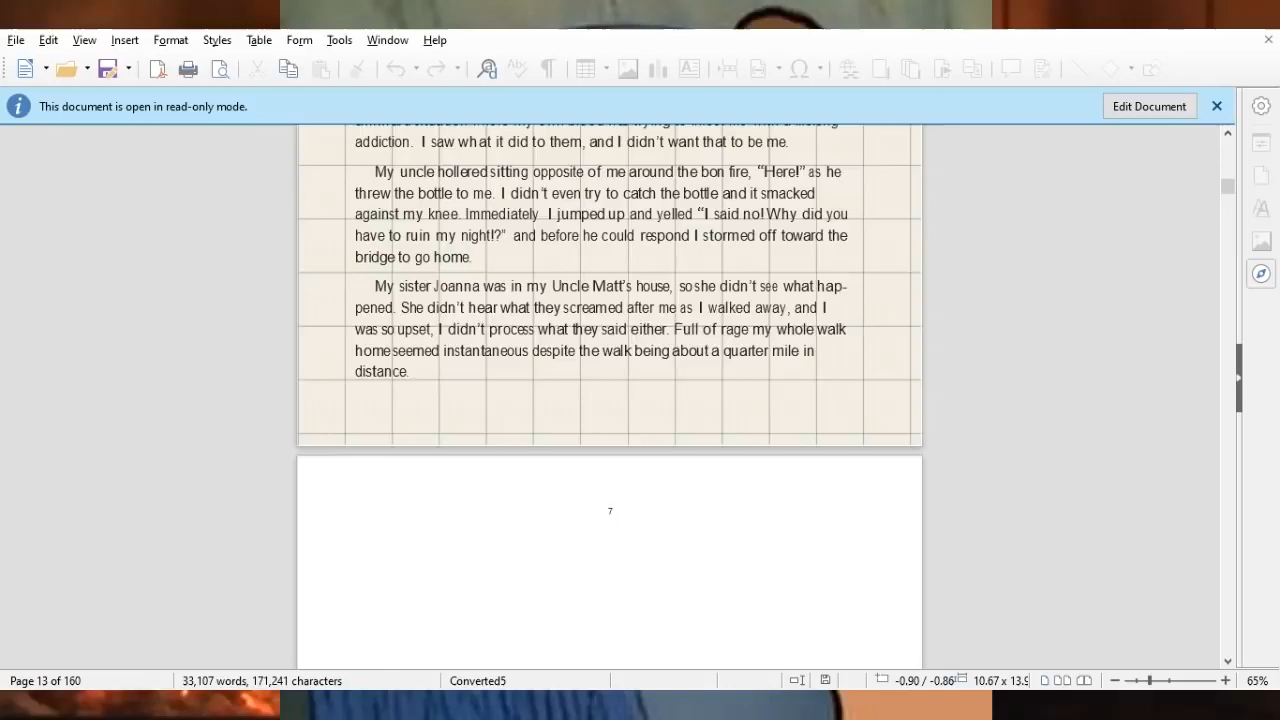 File Edit View Insert Format Styles Table Form Tools Window Help
This document is open in read-only mode.
Edit Document
addiction. I saw what it did to them, and I didn't want that to be me.
My uncle hollered sitting opposite of me around the bon fire, "Here!" as he
threw the bottle to me. I didn't even try to catch the bottle and it smacked
against my knee. Immediately I jumped up and yelled "I said no! Why did you
have to ruin my night!?" and before he could respond I stormed off toward the
bridge to go home.
My sister Joanna was in my Uncle Matt's house, so she didn't see what hap-
pened. She didn't hear what they screamed after me as I walked away, and I
was so upset, I didn't process what they said either. Full of rage my whole walk
home seemed instantaneous despite the walk being about a quarter mile in
distance.
7
Page 13 of 160
33,107 words, 171,241 characters
Converted5
-0.90 / -0.86
10.67 x 13.9
65%